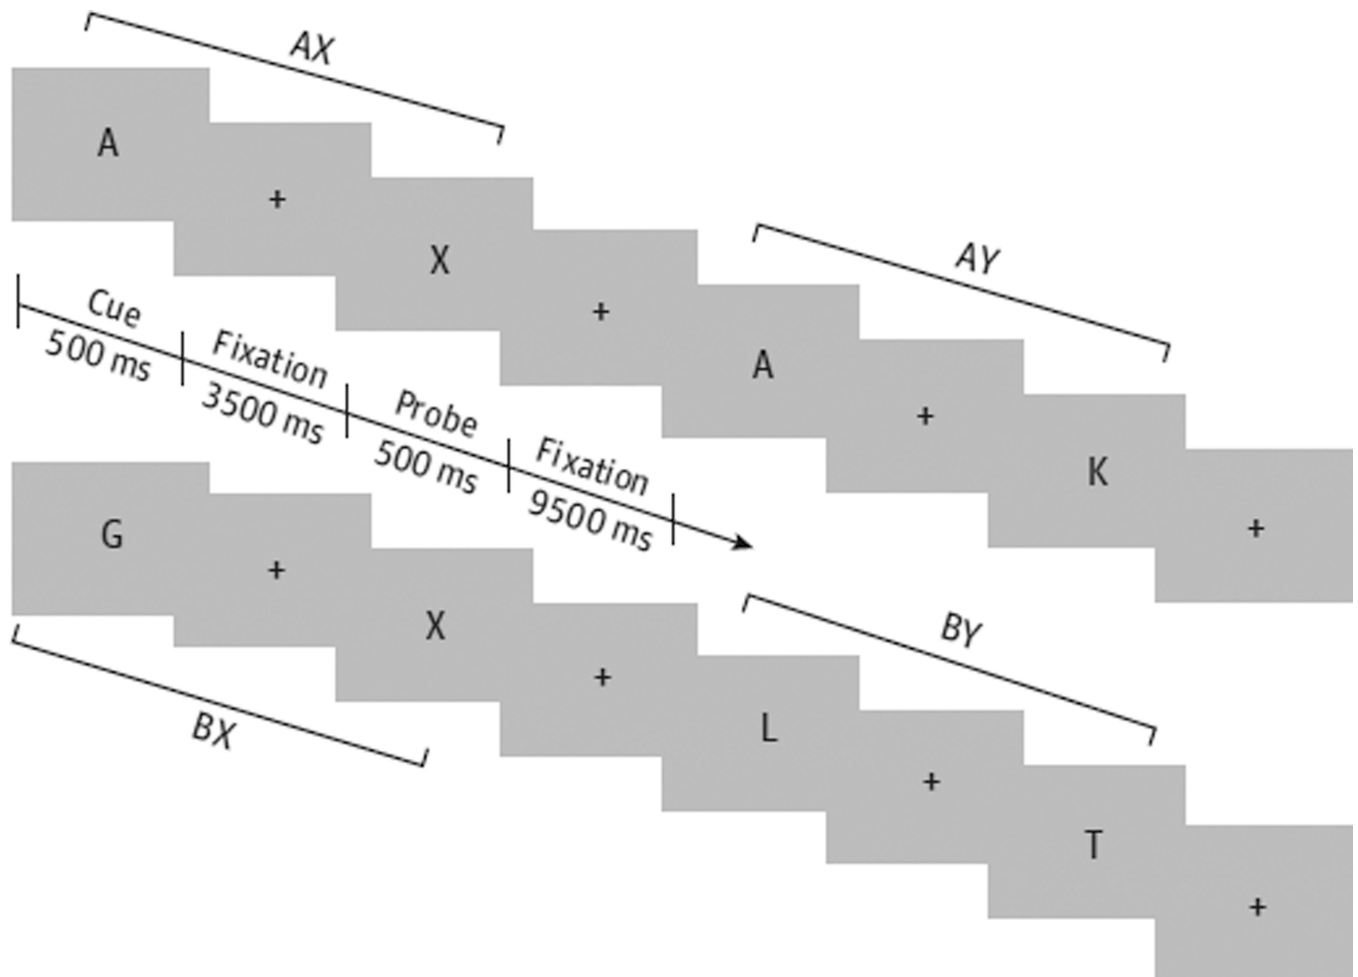 AX
A
+
X
+
AY
A
+
K
+
Cue
500 ms
Fixation
3500 ms
Probe
500 ms
Fixation
9500 ms
G
+
X
+
BX
BY
L
+
T
+